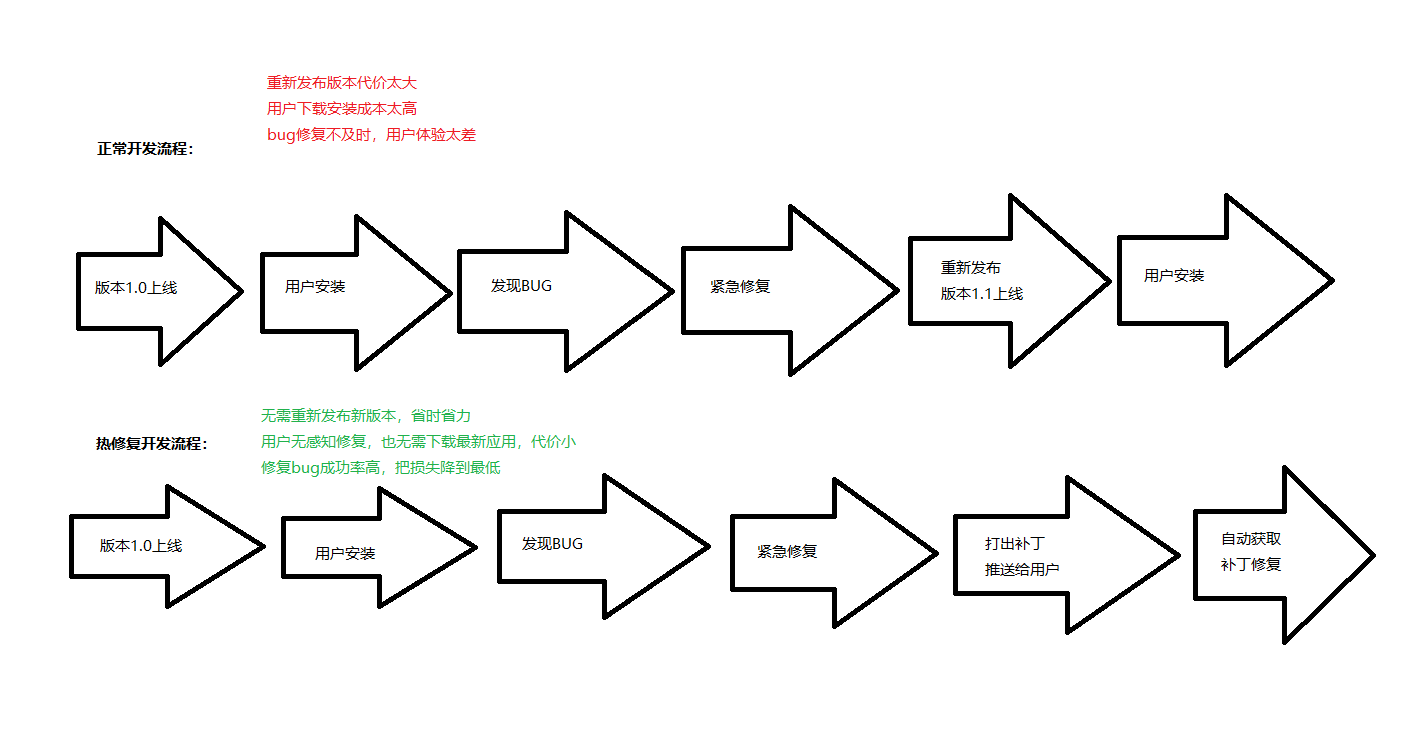 重新发布版本代价太大
用户下载安装成本太高
bug修复不及时，用户体验太差
正常开发流程：
版本1.0上线
用户安装
发现BUG
紧急修复
重新发布
版本1.1上线
用户安装
无需重新发布新版本，省时省力
用户无感知修复，也无需下载最新应用，代价小
修复bug成功率高，把损失降到最低
热修复开发流程：
版本1.0上线
用户安装
发现BUG
紧急修复
打出补丁
推送给用户
自动获取
补丁修复